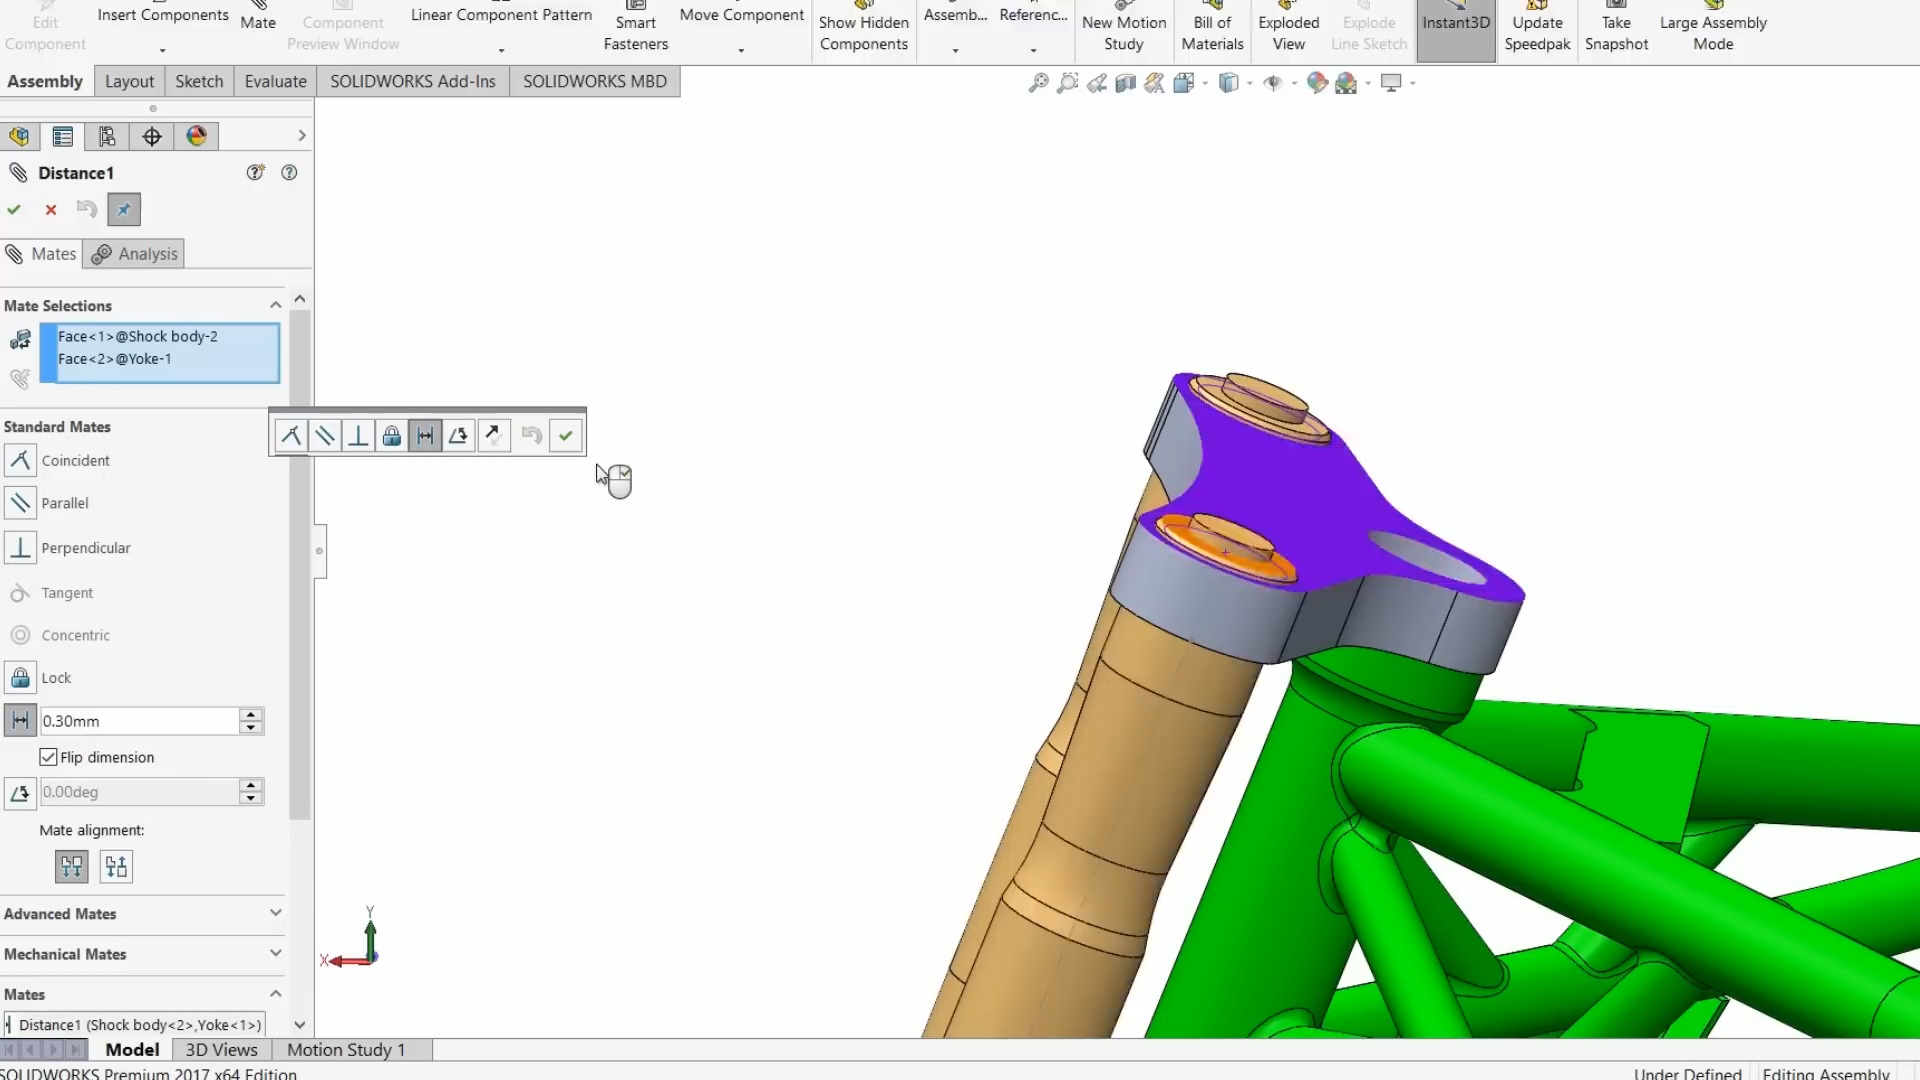 Edit Component
Insert Components
Mate
Component Preview Window
Linear Component Pattern
Smart Fasteners
Move Component
Show Hidden Components
Assemb...
Referenc...
New Motion Study
Bill of Materials
Exploded View
Explode Line Sketch
Instant3D
Update Speedpak
Take Snapshot
Large Assembly Mode
Assembly
Layout
Sketch
Evaluate
SOLIDWORKS Add-Ins
SOLIDWORKS MBD
Distance1
Mates
Analysis
Mate Selections
Face<1>@Shock body-2
Face<2>@Yoke-1
Standard Mates
Coincident
Parallel
Perpendicular
Tangent
Concentric
Lock
0.30mm
Flip dimension
0.00deg
Mate alignment:
Advanced Mates
Mechanical Mates
Mates
Distance1 (Shock body<2>,Yoke<1>)
Y
X
Model
3D Views
Motion Study 1
SOLIDWORKS Premium 2017 x64 Edition
Under Defined
Editing Assembly